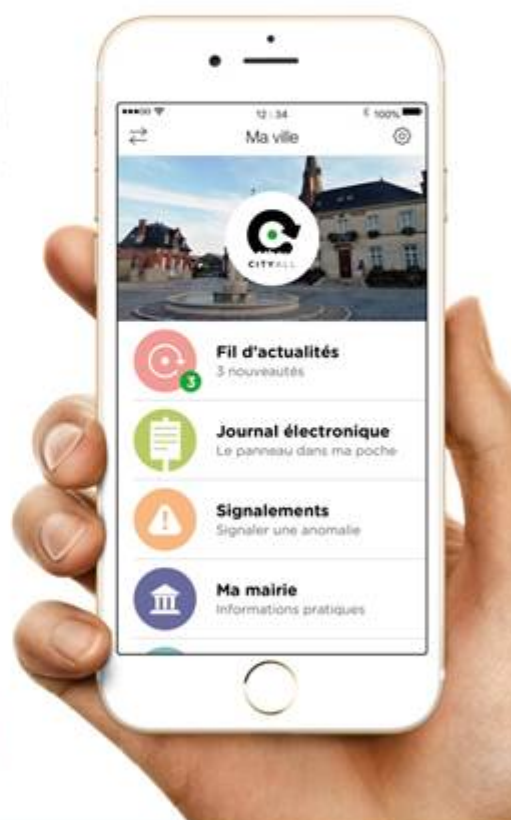 12:34
100%
Ma ville
CITYALL
Fil d'actualités
3 nouveautés
3
Journal électronique
Le panneau dans ma poche
Signalements
Signaler une anomalie
Ma mairie
Informations pratiques